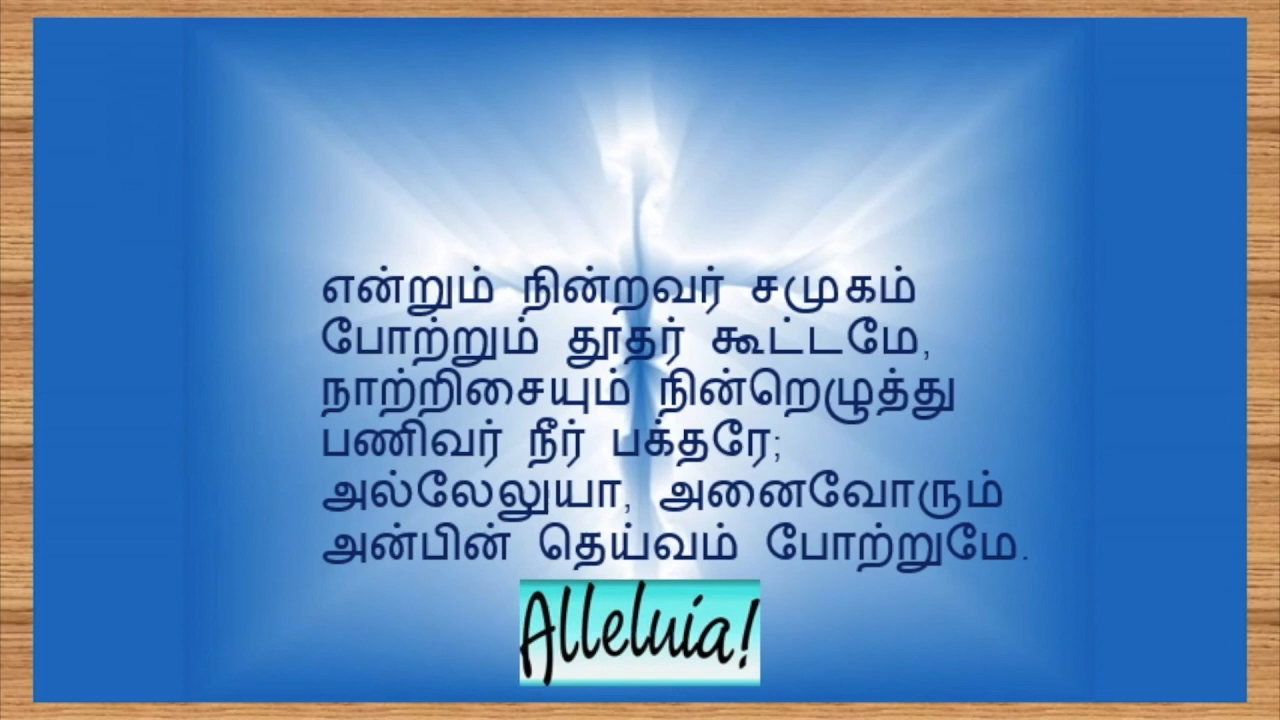 என்றும் நின்றவர் சமுகம்
போற்றும் தூதர் கூட்டமே,
நாற்றிசையும் நின்றெழுத்து
பணிவர் நீர் பக்தரே;
அல்லேலுயா, அனைவோரும்
அன்பின் தெய்வம் போற்றுமே.
Alleluia!